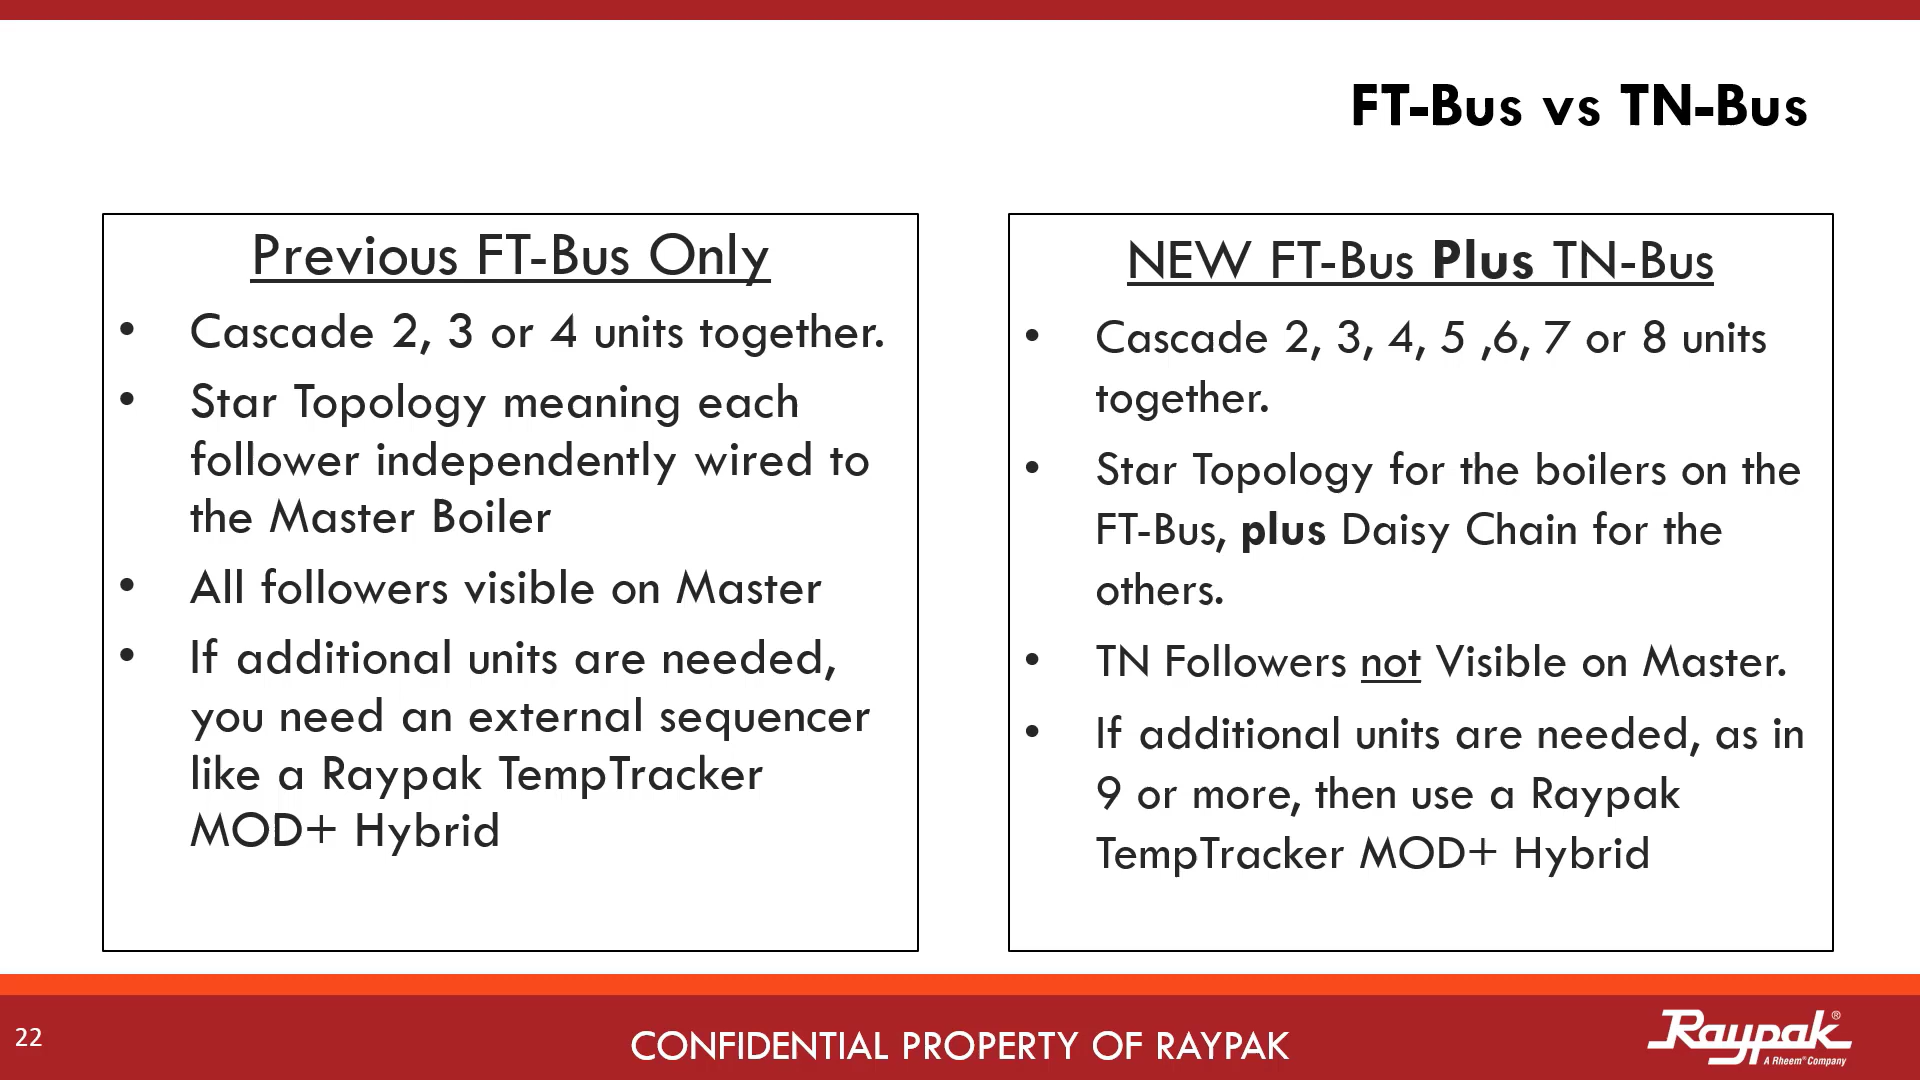 FT-Bus vs TN-Bus
Previous FT-Bus Only
• Cascade 2, 3 or 4 units together.
• Star Topology meaning each
follower independently wired to
the Master Boiler
• All followers visible on Master
• If additional units are needed,
you need an external sequencer
like a Raypak TempTracker
MOD+ Hybrid
NEW FT-Bus Plus TN-Bus
• Cascade 2, 3, 4, 5 ,6, 7 or 8 units
together.
• Star Topology for the boilers on the
FT-Bus, plus Daisy Chain for the
others.
• TN Followers not Visible on Master.
• If additional units are needed, as in
9 or more, then use a Raypak
TempTracker MOD+ Hybrid
22
CONFIDENTIAL PROPERTY OF RAYPAK
Raypak®
A Rheem® Company